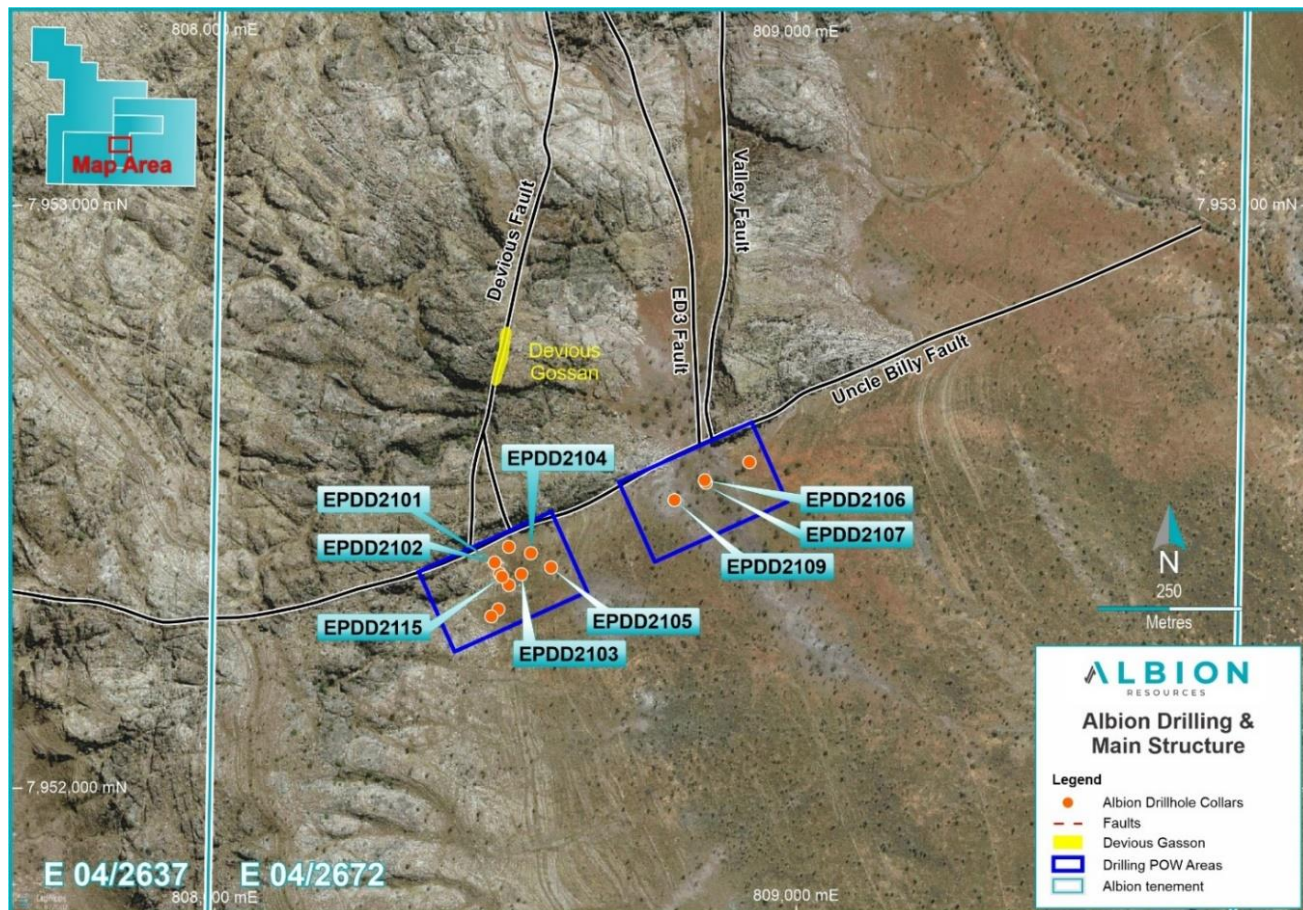 808,000 mE
809,000 mE
Map Area
7,953,000 mN
7,953,000 mN
Devious Fault
ED3 Fault
Valley Fault
Uncle Billy Fault
Devious
Gossan
EPDD2104
EPDD2101
EPDD2102
EPDD2115
EPDD2103
EPDD2105
EPDD2106
EPDD2107
EPDD2109
N
250
Metres
7,952,000 mN
E 04/2637
E 04/2672
808,000 mE
809,000 mE
ALBION
RESOURCES
Albion Drilling &
Main Structure
Legend
Albion Drillhole Collars
Faults
Devious Gasson
Drilling POW Areas
Albion tenement